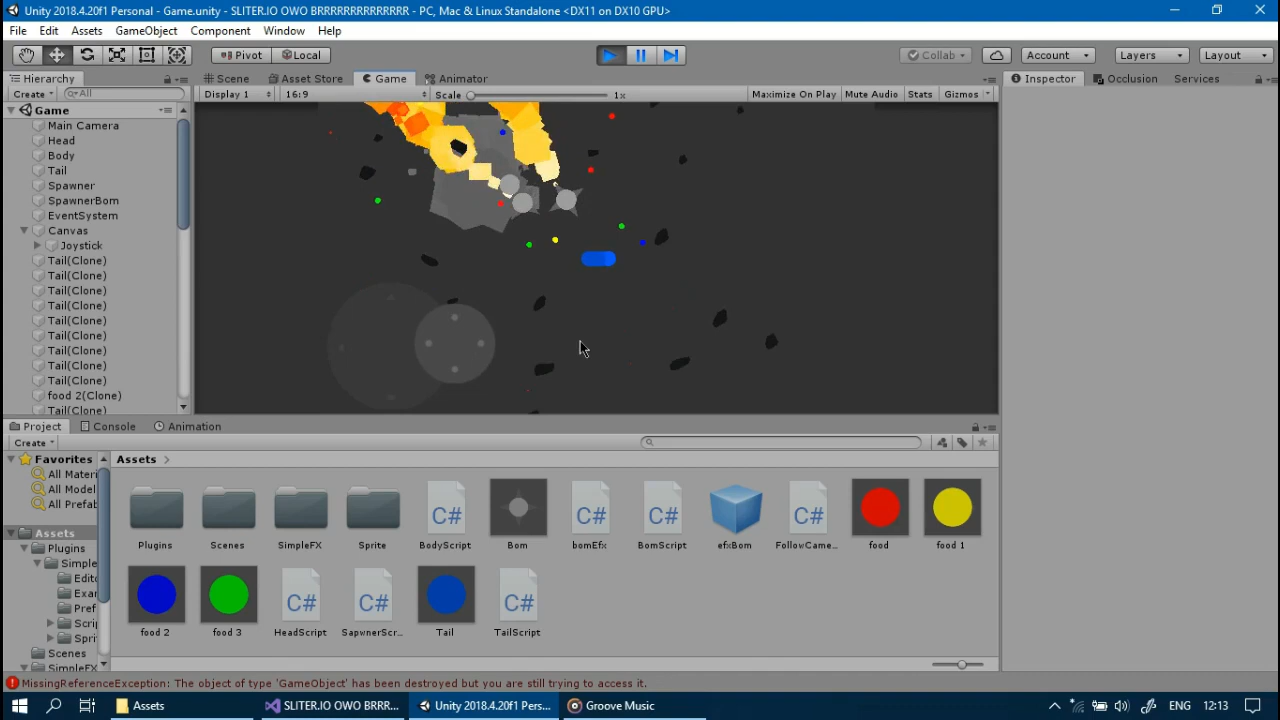 Unity 2018.4.20f1 Personal - Game.unity - SLITER.IO OWO BRRRRRRRRRRRRRRR - PC, Mac & Linux Standalone <DX11 on DX10 GPU>
File Edit Assets GameObject Component Window Help
Pivot Local Collab Account Layers Layout
Hierarchy Scene Asset Store Game Animator Inspector Occlusion Services
Create All Display 1 16:9 Scale 1x Maximize On Play Mute Audio Stats Gizmos
Game
Main Camera
Head
Body
Tail
Spawner
SpawnerBom
EventSystem
Canvas
Joystick
Tail(Clone)
Tail(Clone)
Tail(Clone)
Tail(Clone)
Tail(Clone)
Tail(Clone)
Tail(Clone)
Tail(Clone)
Tail(Clone)
food 2(Clone)
Tail(Clone)
Project Console Animation
Create
Favorites
All Materi
All Model
All Prefab
Assets
Plugins
Simple
Edito
Exar
Pref
Scri
Spri
Scenes
SimpleFX
Assets
C# C# C# C#
Plugins Scenes SimpleFX Sprite BodyScript Bom bomEfx BomScript efxBom FollowCame... food food 1
C# C# C#
food 2 food 3 HeadScript SapwnerScr... Tail TailScript
MissingReferenceException: The object of type 'GameObject' has been destroyed but you are still trying to access it.
Assets SLITER.IO OWO BRR... Unity 2018.4.20f1 Pers... Groove Music ENG 12:13